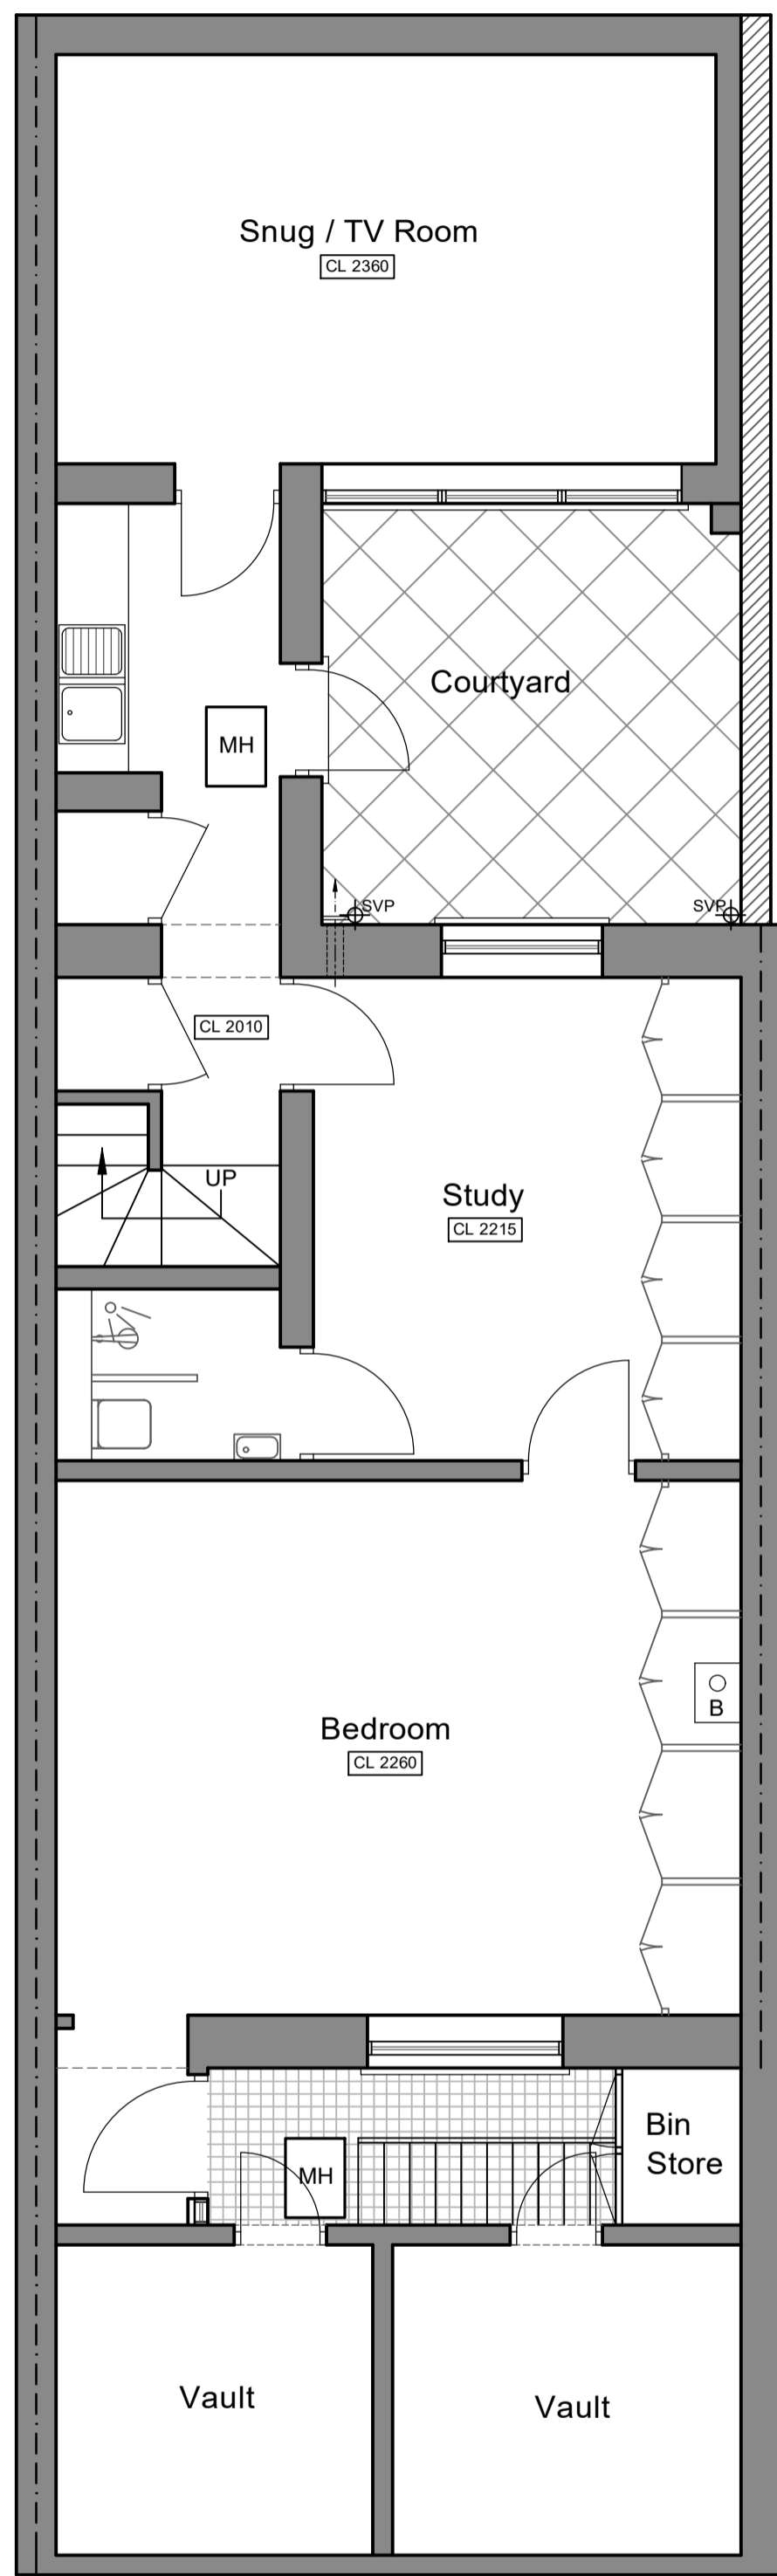 Snug / TV Room
CL 2360
Courtyard
MH
SVP
SVP
CL 2010
UP
Study
CL 2215
Bedroom
CL 2260
B
Bin
Store
MH
Vault
Vault